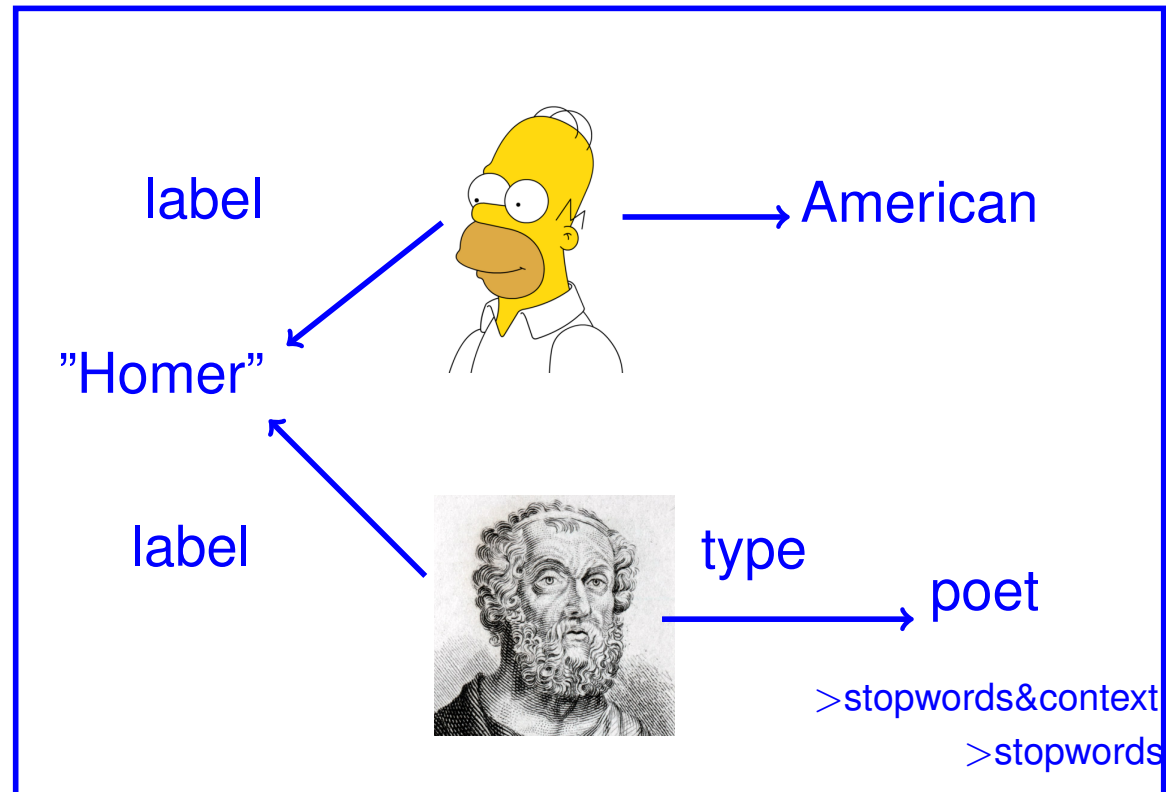 label
American
”Homer”
label
type
poet
>stopwords&context
>stopwords